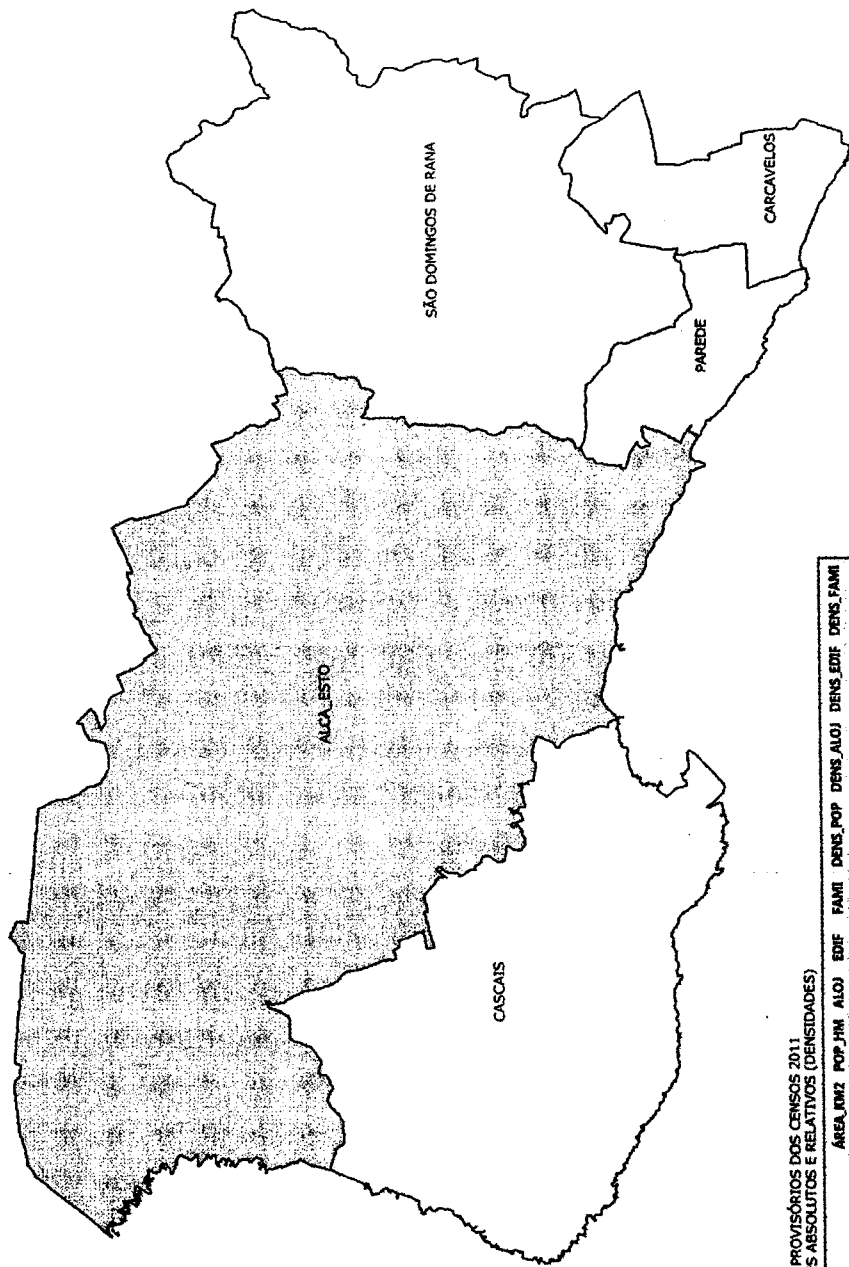 SÃO DOMINGOS DE RANA
CARCAVELOS
PAREDE
ALCA_ESTO
CASCAIS
PROVISÓRIOS DOS CENSOS 2011
S ABSOLUTOS E RELATIVOS (DENSIDADES)
ÁREA_KM2 POP_HM ALOJ EDIF FAMI DENS_POP DENS_ALOJ DENS_EDIF DENS_FAMI